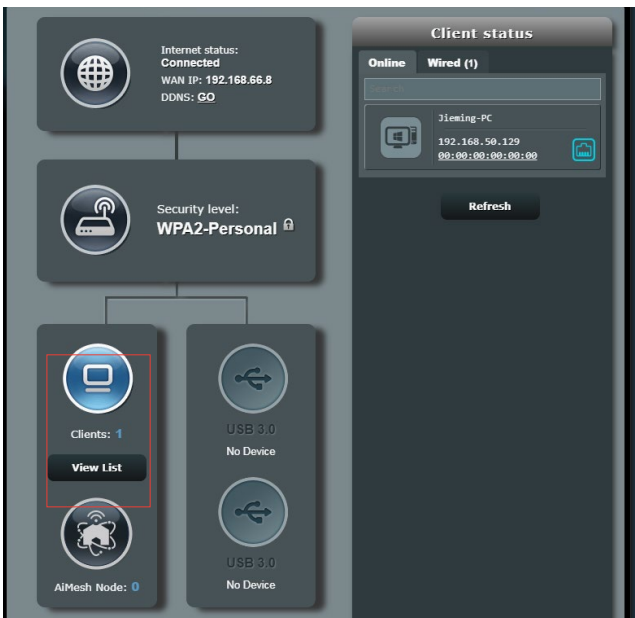 Internet status:
Connected
WAN IP: 192.168.66.8
DDNS: GO
Security level:
WPA2-Personal
Clients: 1
View List
AiMesh Node: 0
USB 3.0
No Device
USB 3.0
No Device
Client status
Online Wired (1)
Search
Jieming-PC
192.168.50.129
00:00:00:00:00:00
Refresh